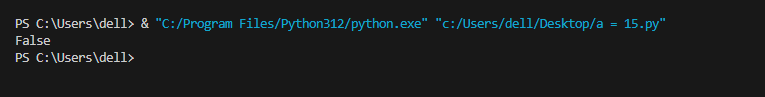 PS C:\Users\dell> & "C:/Program Files/Python312/python.exe" "c:/Users/dell/Desktop/a = 15.py"
False
PS C:\Users\dell>